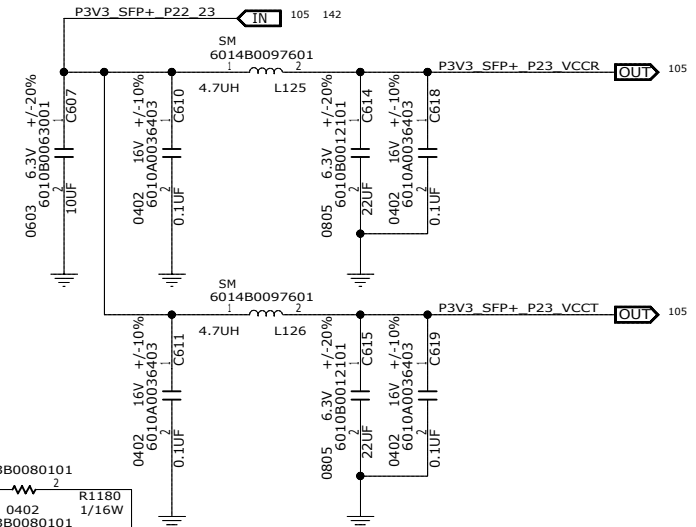 P3V3_SFP+_P22_23
IN
105 142
SM
6014B0097601
1 2
4.7UH L125
P3V3_SFP+_P23_VCCR
OUT
105
0603
6.3V +/-20%
6010B0063001
1 C607
2
10UF
0402
16V +/-10%
6010A0036403
1 C610
2
0.1UF
0805
6.3V +/-20%
6010B0012101
1 C614
2
22UF
0402
16V +/-10%
6010A0036403
1 C618
2
0.1UF
SM
6014B0097601
1 2
4.7UH L126
P3V3_SFP+_P23_VCCT
OUT
105
0402
16V +/-10%
6010A0036403
1 C611
2
0.1UF
0805
6.3V +/-20%
6010B0012101
1 C615
2
22UF
0402
16V +/-10%
6010A0036403
1 C619
2
0.1UF
B0080101
2
R1180
0402 1/16W
B0080101